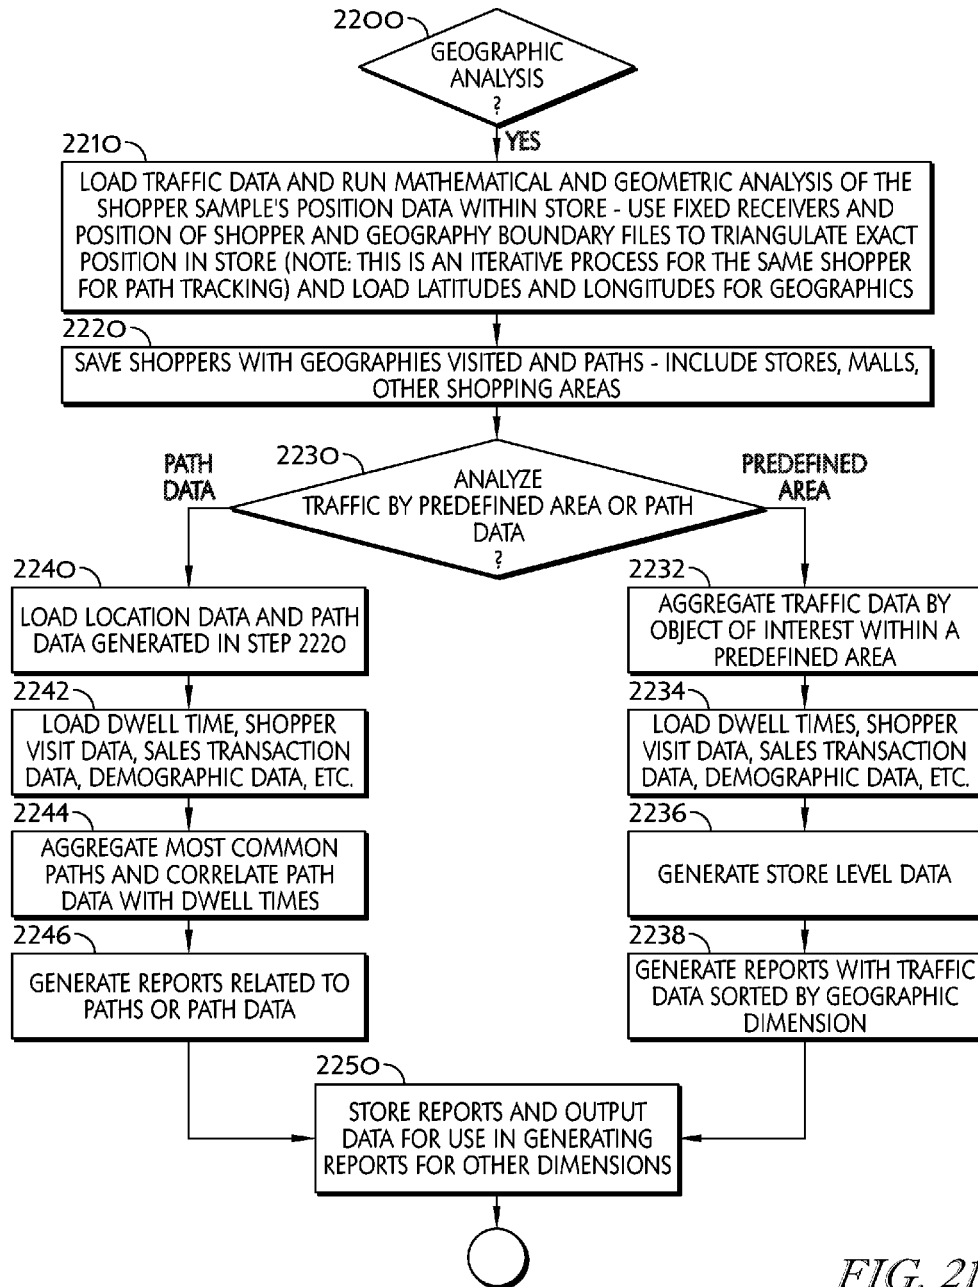 2200
GEOGRAPHIC
ANALYSIS
?
YES
2210
LOAD TRAFFIC DATA AND RUN MATHEMATICAL AND GEOMETRIC ANALYSIS OF THE
SHOPPER SAMPLE'S POSITION DATA WITHIN STORE - USE FIXED RECEIVERS AND
POSITION OF SHOPPER AND GEOGRAPHY BOUNDARY FILES TO TRIANGULATE EXACT
POSITION IN STORE (NOTE: THIS IS AN ITERATIVE PROCESS FOR THE SAME SHOPPER
FOR PATH TRACKING) AND LOAD LATITUDES AND LONGITUDES FOR GEOGRAPHICS
2220
SAVE SHOPPERS WITH GEOGRAPHIES VISITED AND PATHS - INCLUDE STORES, MALLS,
OTHER SHOPPING AREAS
2230
ANALYZE
TRAFFIC BY PREDEFINED AREA OR PATH
DATA
?
PATH
DATA
PREDEFINED
AREA
2240
LOAD LOCATION DATA AND PATH
DATA GENERATED IN STEP 2220
2242
LOAD DWELL TIME, SHOPPER
VISIT DATA, SALES TRANSACTION
DATA, DEMOGRAPHIC DATA, ETC.
2244
AGGREGATE MOST COMMON
PATHS AND CORRELATE PATH
DATA WITH DWELL TIMES
2246
GENERATE REPORTS RELATED TO
PATHS OR PATH DATA
2232
AGGREGATE TRAFFIC DATA BY
OBJECT OF INTEREST WITHIN A
PREDEFINED AREA
2234
LOAD DWELL TIMES, SHOPPER
VISIT DATA, SALES TRANSACTION
DATA, DEMOGRAPHIC DATA, ETC.
2236
GENERATE STORE LEVEL DATA
2238
GENERATE REPORTS WITH TRAFFIC
DATA SORTED BY GEOGRAPHIC
DIMENSION
2250
STORE REPORTS AND OUTPUT
DATA FOR USE IN GENERATING
REPORTS FOR OTHER DIMENSIONS
FIG. 21